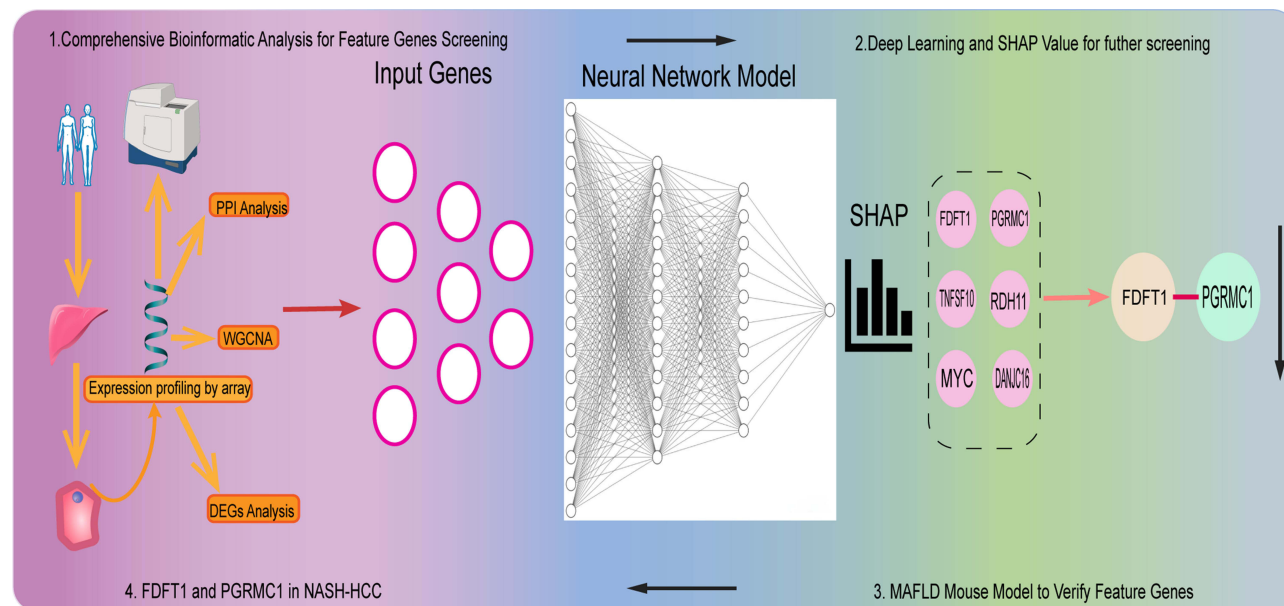 1.Comprehensive Bioinformatic Analysis for Feature Genes Screening
2.Deep Learning and SHAP Value for futher screening
Input Genes
Neural Network Model
PPI Analysis
WGCNA
Expression profiling by array
DEGs Analysis
SHAP
FDFT1
PGRMC1
TNFSF10
RDH11
MYC
DANJC16
FDFT1
PGRMC1
3. MAFLD Mouse Model to Verify Feature Genes
4. FDFT1 and PGRMC1 in NASH-HCC